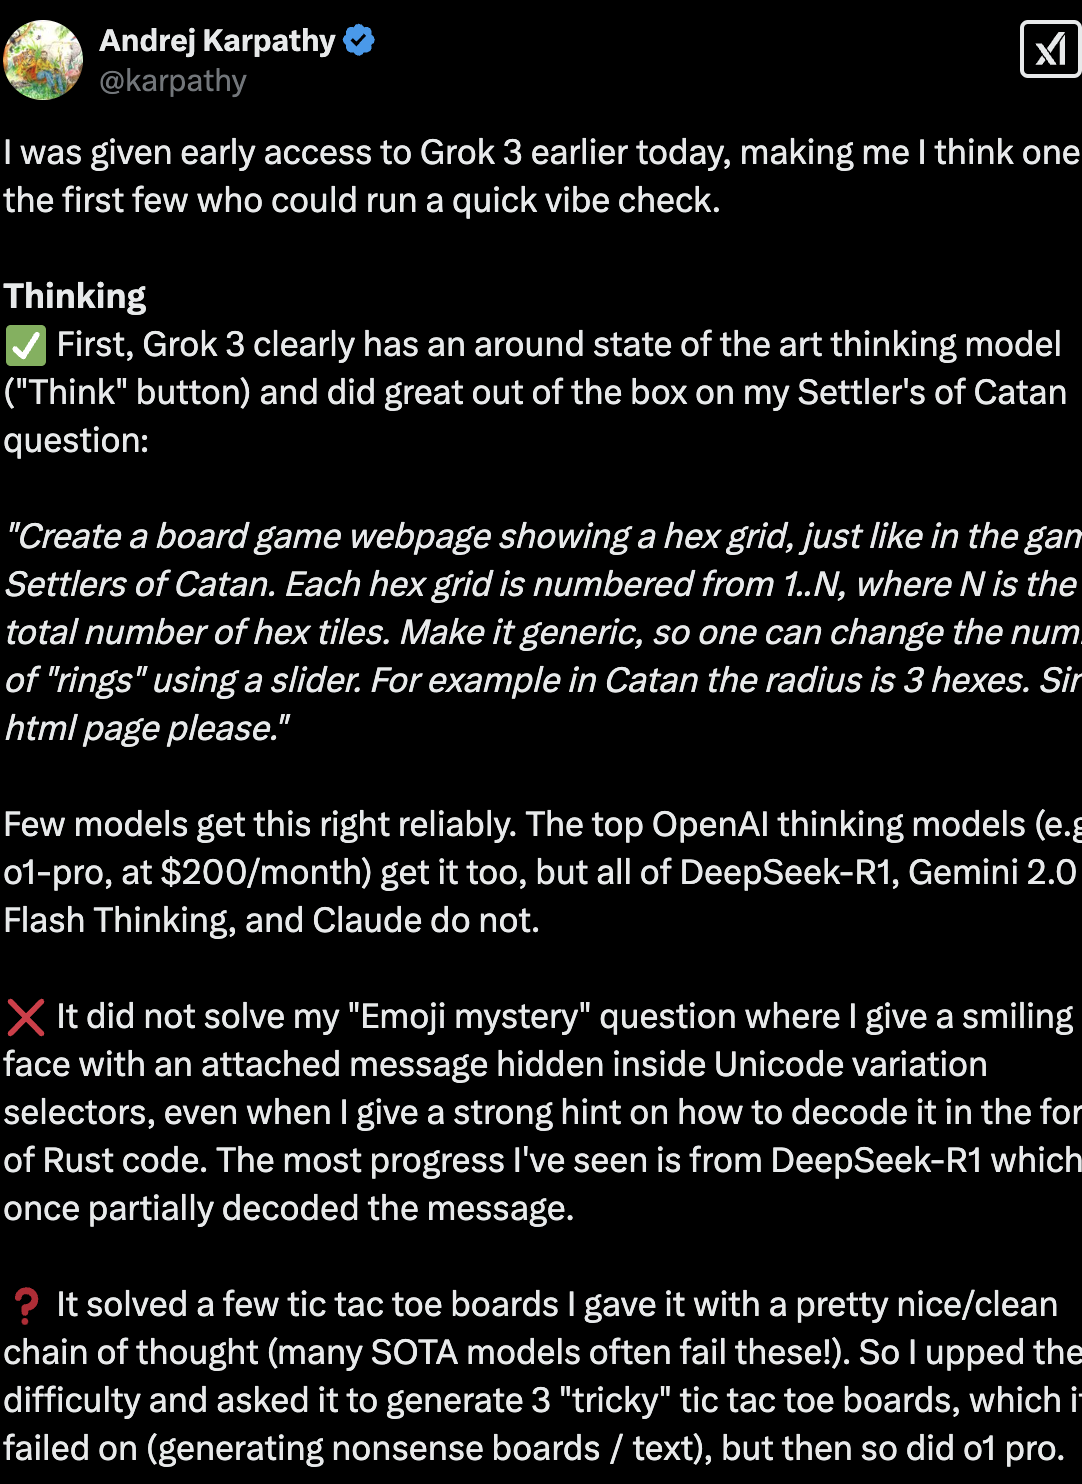 Andrej Karpathy
@karpathy
xI
I was given early access to Grok 3 earlier today, making me I think one
the first few who could run a quick vibe check.
Thinking
✅ First, Grok 3 clearly has an around state of the art thinking model
("Think" button) and did great out of the box on my Settler's of Catan
question:
"Create a board game webpage showing a hex grid, just like in the gam
Settlers of Catan. Each hex grid is numbered from 1..N, where N is the
total number of hex tiles. Make it generic, so one can change the num
of "rings" using a slider. For example in Catan the radius is 3 hexes. Sin
html page please."
Few models get this right reliably. The top OpenAI thinking models (e.g
o1-pro, at $200/month) get it too, but all of DeepSeek-R1, Gemini 2.0
Flash Thinking, and Claude do not.
❌ It did not solve my "Emoji mystery" question where I give a smiling
face with an attached message hidden inside Unicode variation
selectors, even when I give a strong hint on how to decode it in the for
of Rust code. The most progress I've seen is from DeepSeek-R1 which
once partially decoded the message.
❓ It solved a few tic tac toe boards I gave it with a pretty nice/clean
chain of thought (many SOTA models often fail these!). So I upped the
difficulty and asked it to generate 3 "tricky" tic tac toe boards, which it
failed on (generating nonsense boards / text), but then so did o1 pro.